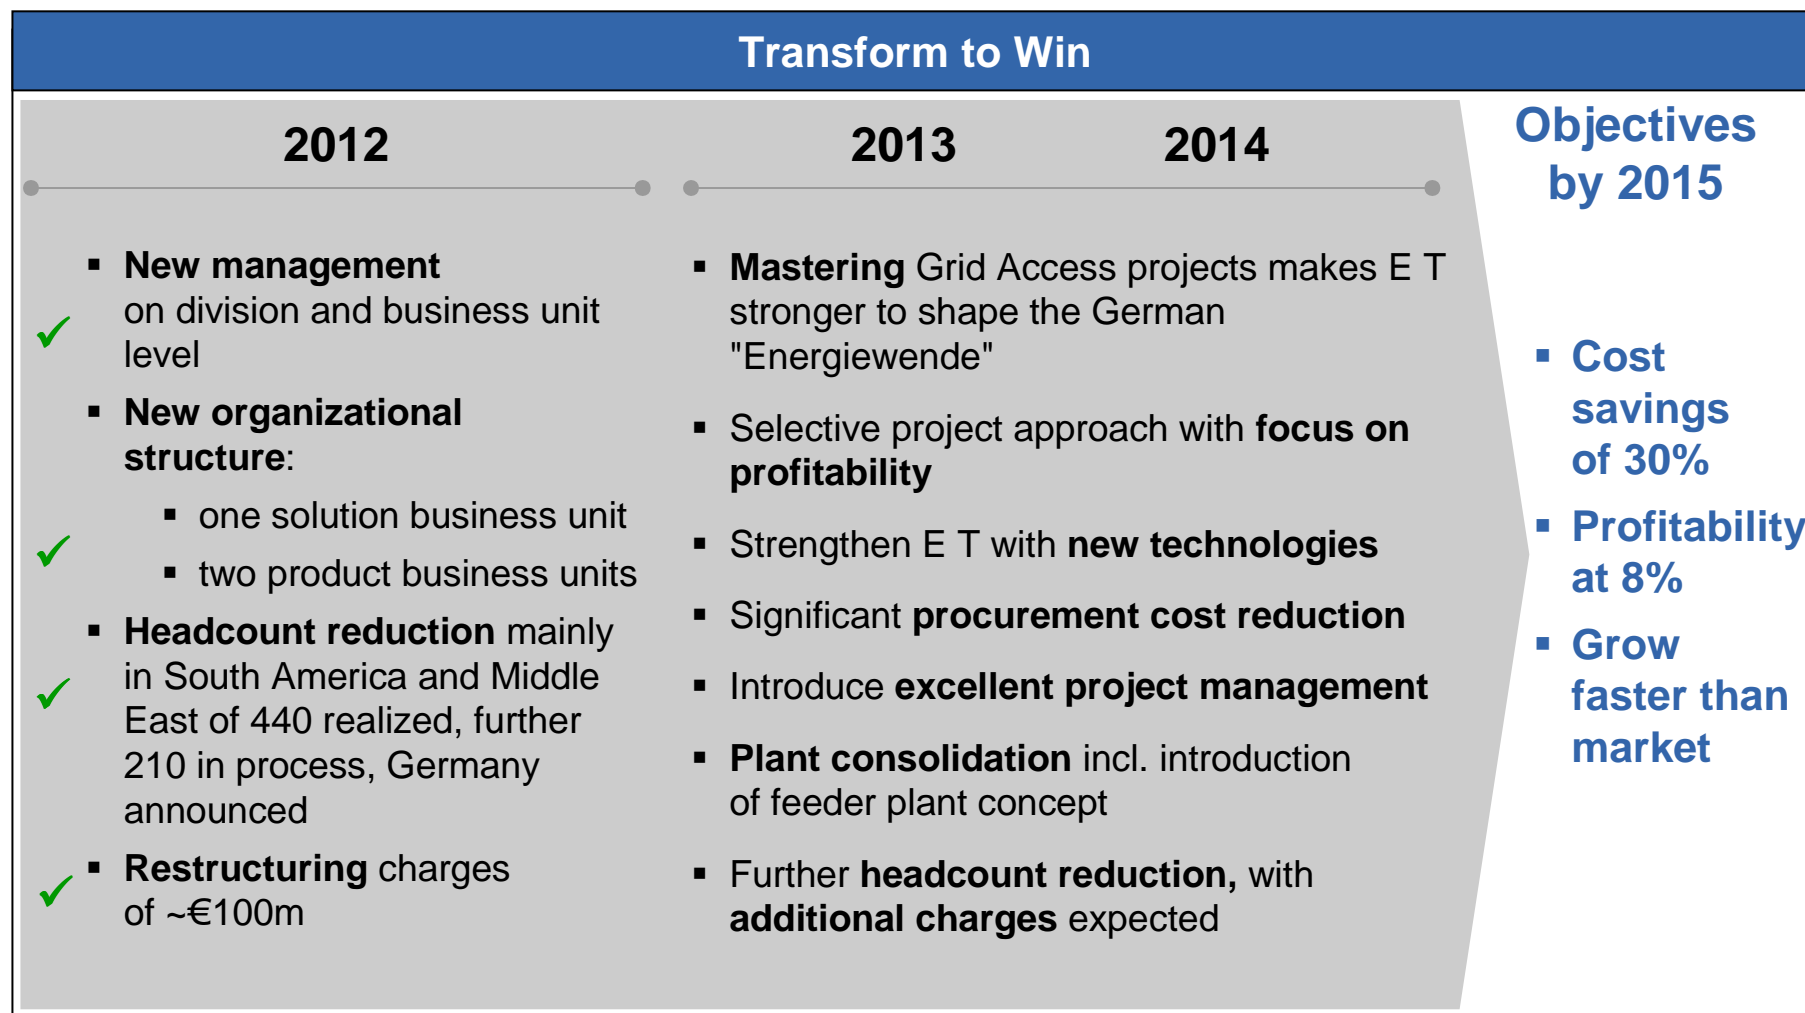 Transform to Win
2012
▪ New management
on division and business unit
level
▪ New organizational
structure:
▪ one solution business unit
▪ two product business units
▪ Headcount reduction mainly
in South America and Middle
East of 440 realized, further
210 in process, Germany
announced
▪ Restructuring charges
of ~€100m
2013 2014
▪ Mastering Grid Access projects makes E T
stronger to shape the German
"Energiewende"
▪ Selective project approach with focus on
profitability
▪ Strengthen E T with new technologies
▪ Significant procurement cost reduction
▪ Introduce excellent project management
▪ Plant consolidation incl. introduction
of feeder plant concept
▪ Further headcount reduction, with
additional charges expected
Objectives
by 2015
▪ Cost
savings
of 30%
▪ Profitability
at 8%
▪ Grow
faster than
market